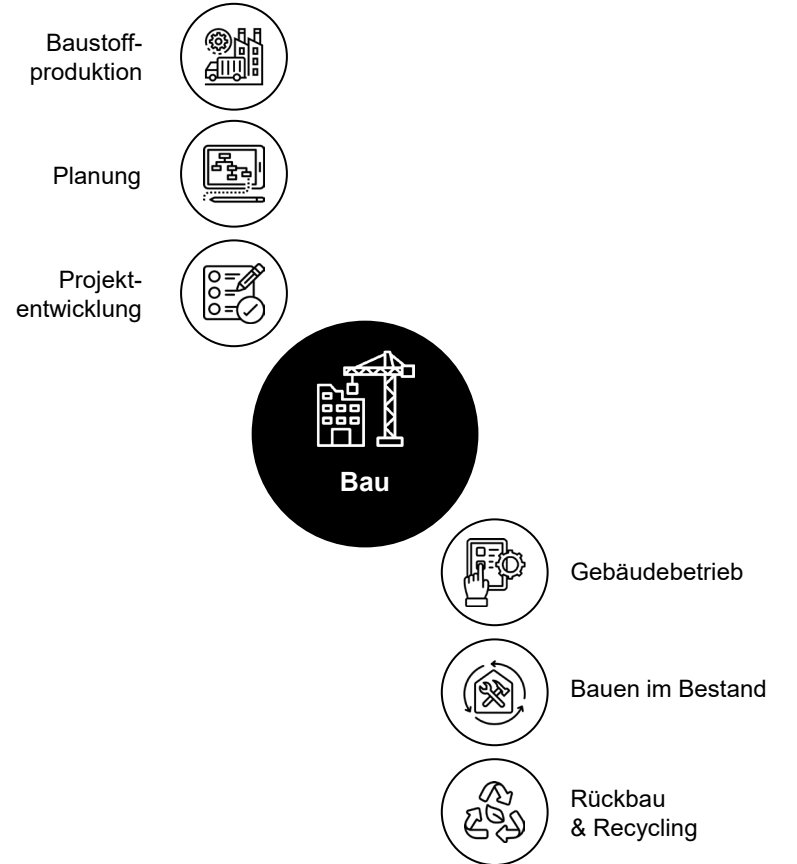 Baustoff-
produktion
Planung
Projekt-
entwicklung
Bau
Gebäudebetrieb
Bauen im Bestand
Rückbau
& Recycling